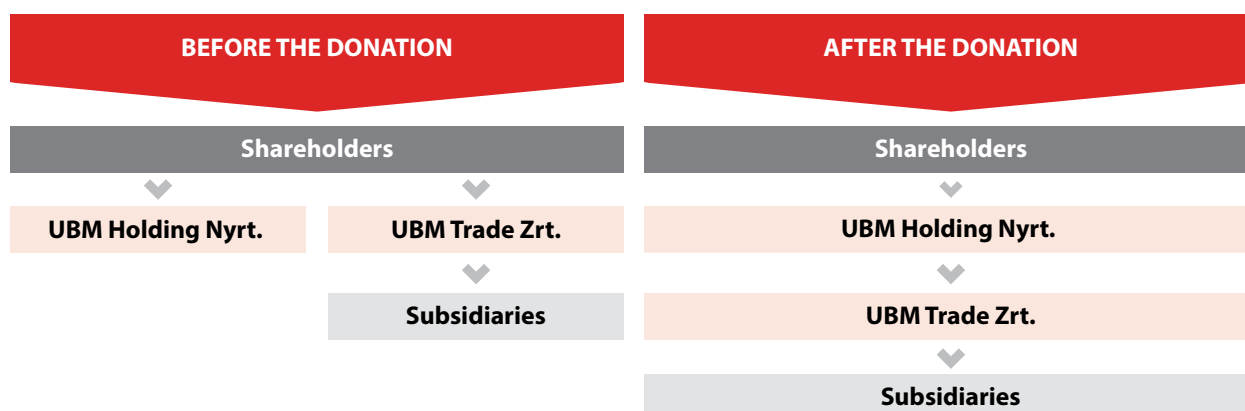 BEFORE THE DONATION
Shareholders
UBM Holding Nyrt.
UBM Trade Zrt.
Subsidiaries
AFTER THE DONATION
Shareholders
UBM Holding Nyrt.
UBM Trade Zrt.
Subsidiaries